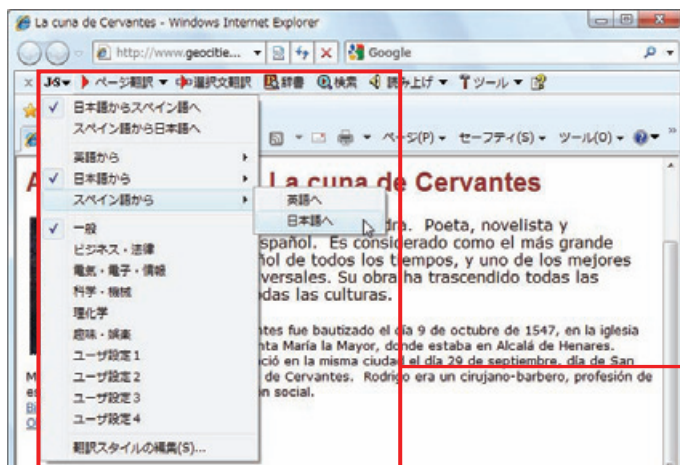 La cuna de Cervantes - Windows Internet Explorer
http://www.geocitie... Google
J-S ページ翻訳 選択文翻訳 辞書 検索 読み上げ ツール
日本語からスペイン語へ
スペイン語から日本語へ
ページ(P) セーフティ(S) ツール(O)
英語から
日本語から
La cuna de Cervantes
スペイン語から 英語へ
日本語へ
dra. Poeta, novelista y
一般
spañol. Es considerado como el más grande
ビジネス・法律
ñol de todos los tiempos, y uno de los mejores
電気・電子・情報
versales. Su obra ha trascendido todas las
科学・機械
odas las culturas.
理化学
趣味・娯楽
ntes fue bautizado el día 9 de octubre de 1547, en la iglesia
ユーザ設定1
nta María la Mayor, donde estaba en Alcalá de Henares.
ció en la misma ciudad el día 29 de septiembre, día de San
ユーザ設定2
de Cervantes. Rodrigo era un cirujano-barbero, profesión de
ユーザ設定3
ón social.
ユーザ設定4
翻訳スタイルの編集(S)...